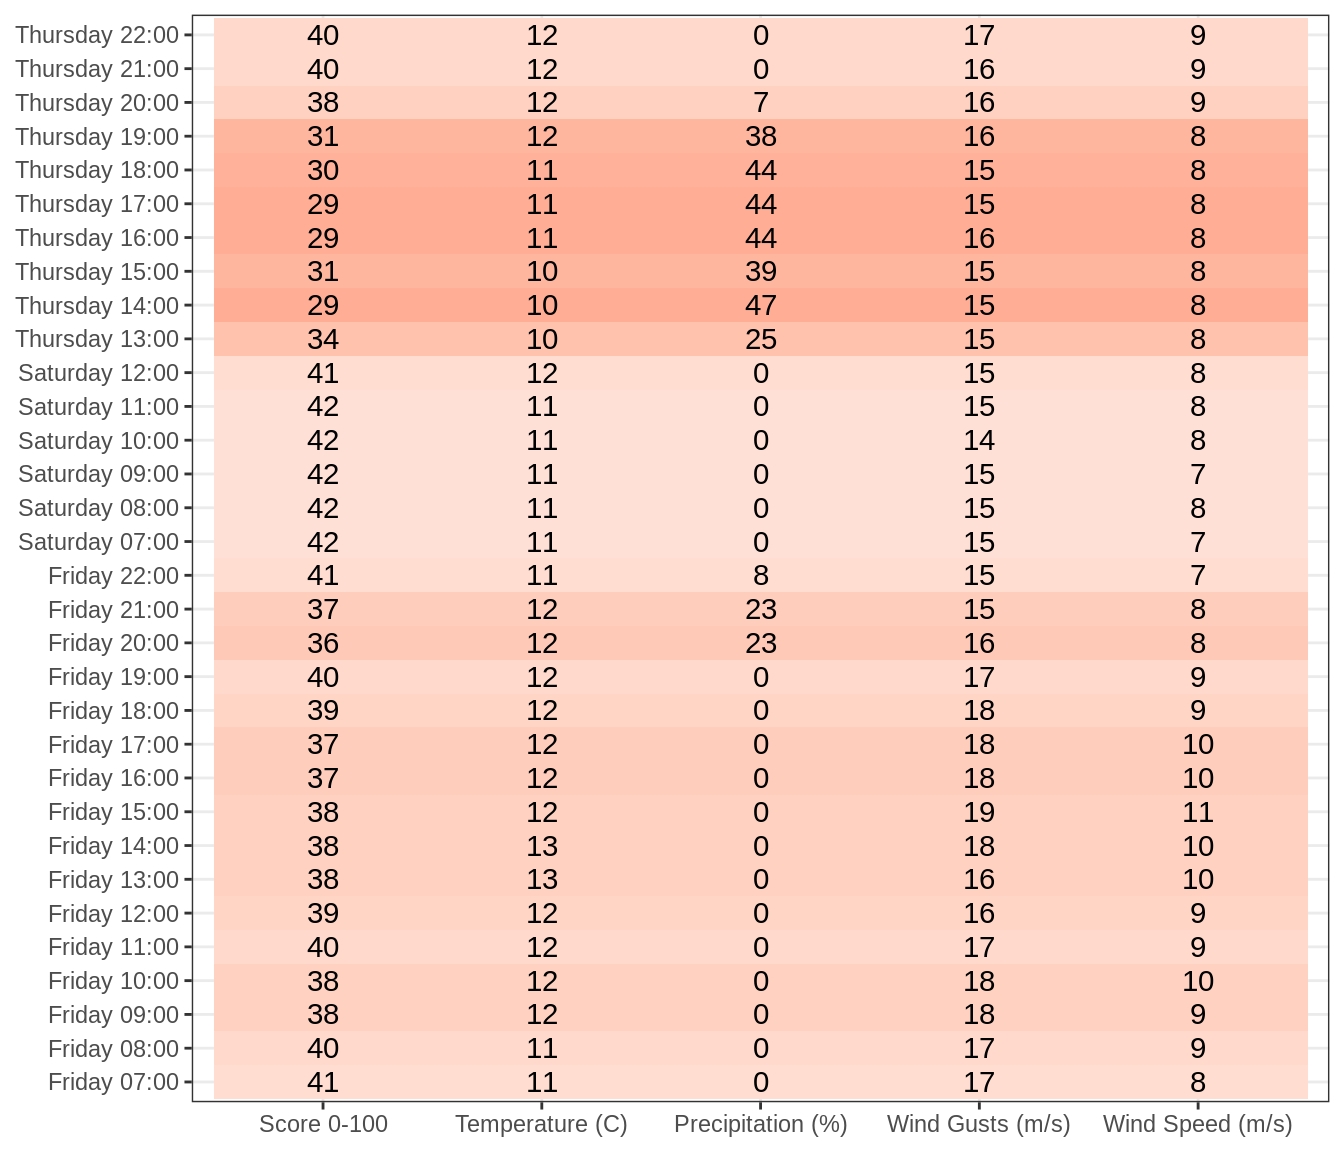 Thursday 22:00 40 12 0 17 9
Thursday 21:00 40 12 0 16 9
Thursday 20:00 38 12 7 16 9
Thursday 19:00 31 12 38 16 8
Thursday 18:00 30 11 44 15 8
Thursday 17:00 29 11 44 15 8
Thursday 16:00 29 11 44 16 8
Thursday 15:00 31 10 39 15 8
Thursday 14:00 29 10 47 15 8
Thursday 13:00 34 10 25 15 8
Saturday 12:00 41 12 0 15 8
Saturday 11:00 42 11 0 15 8
Saturday 10:00 42 11 0 14 8
Saturday 09:00 42 11 0 15 7
Saturday 08:00 42 11 0 15 8
Saturday 07:00 42 11 0 15 7
Friday 22:00 41 11 8 15 7
Friday 21:00 37 12 23 15 8
Friday 20:00 36 12 23 16 8
Friday 19:00 40 12 0 17 9
Friday 18:00 39 12 0 18 9
Friday 17:00 37 12 0 18 10
Friday 16:00 37 12 0 18 10
Friday 15:00 38 12 0 19 11
Friday 14:00 38 13 0 18 10
Friday 13:00 38 13 0 16 10
Friday 12:00 39 12 0 16 9
Friday 11:00 40 12 0 17 9
Friday 10:00 38 12 0 18 10
Friday 09:00 38 12 0 18 9
Friday 08:00 40 11 0 17 9
Friday 07:00 41 11 0 17 8
Score 0-100 Temperature (C) Precipitation (%) Wind Gusts (m/s) Wind Speed (m/s)